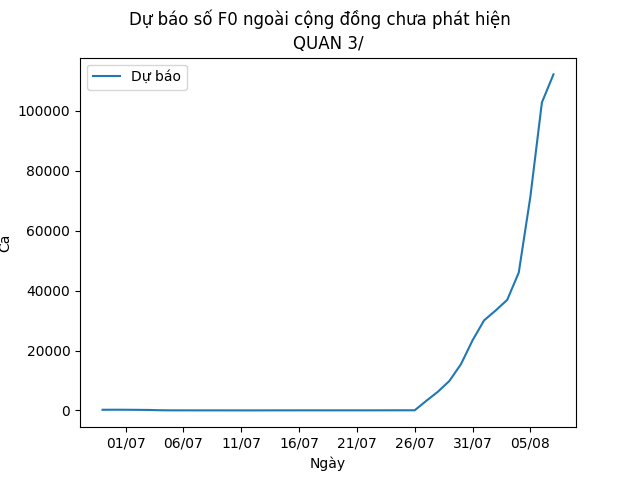 Dự báo số F0 ngoài cộng đồng chưa phát hiện
QUAN 3/
Dự báo
100000
80000
60000
40000
20000
0
Ca
01/07 06/07 11/07 16/07 21/07 26/07 31/07 05/08
Ngày